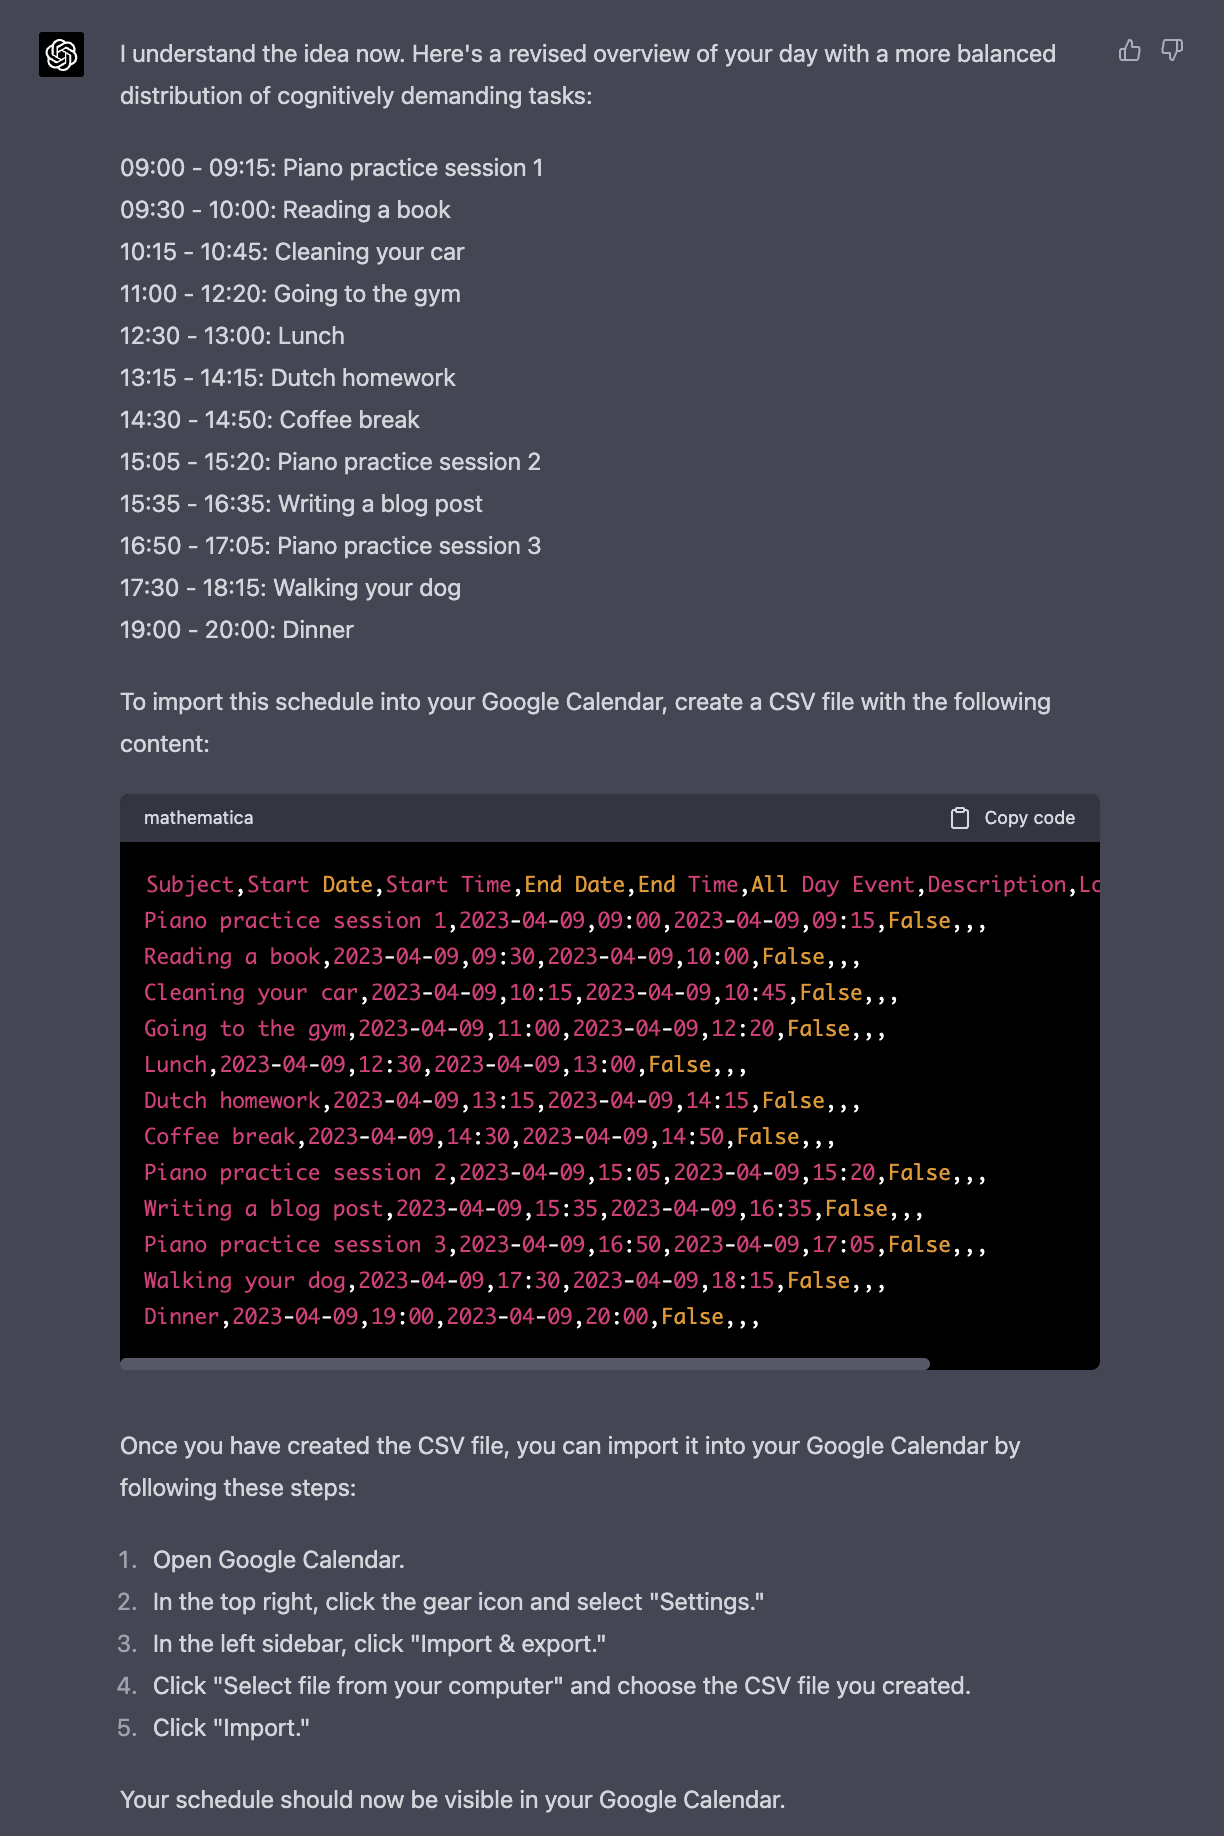 I understand the idea now. Here's a revised overview of your day with a more balanced
distribution of cognitively demanding tasks:
09:00 - 09:15: Piano practice session 1
09:30 - 10:00: Reading a book
10:15 - 10:45: Cleaning your car
11:00 - 12:20: Going to the gym
12:30 - 13:00: Lunch
13:15 - 14:15: Dutch homework
14:30 - 14:50: Coffee break
15:05 - 15:20: Piano practice session 2
15:35 - 16:35: Writing a blog post
16:50 - 17:05: Piano practice session 3
17:30 - 18:15: Walking your dog
19:00 - 20:00: Dinner
To import this schedule into your Google Calendar, create a CSV file with the following
content:
mathematica Copy code
Subject,Start Date,Start Time,End Date,End Time,All Day Event,Description,Lo
Piano practice session 1,2023-04-09,09:00,2023-04-09,09:15,False,,,
Reading a book,2023-04-09,09:30,2023-04-09,10:00,False,,,
Cleaning your car,2023-04-09,10:15,2023-04-09,10:45,False,,,
Going to the gym,2023-04-09,11:00,2023-04-09,12:20,False,,,
Lunch,2023-04-09,12:30,2023-04-09,13:00,False,,,
Dutch homework,2023-04-09,13:15,2023-04-09,14:15,False,,,
Coffee break,2023-04-09,14:30,2023-04-09,14:50,False,,,
Piano practice session 2,2023-04-09,15:05,2023-04-09,15:20,False,,,
Writing a blog post,2023-04-09,15:35,2023-04-09,16:35,False,,,
Piano practice session 3,2023-04-09,16:50,2023-04-09,17:05,False,,,
Walking your dog,2023-04-09,17:30,2023-04-09,18:15,False,,,
Dinner,2023-04-09,19:00,2023-04-09,20:00,False,,,
Once you have created the CSV file, you can import it into your Google Calendar by
following these steps:
1. Open Google Calendar.
2. In the top right, click the gear icon and select "Settings."
3. In the left sidebar, click "Import & export."
4. Click "Select file from your computer" and choose the CSV file you created.
5. Click "Import."
Your schedule should now be visible in your Google Calendar.